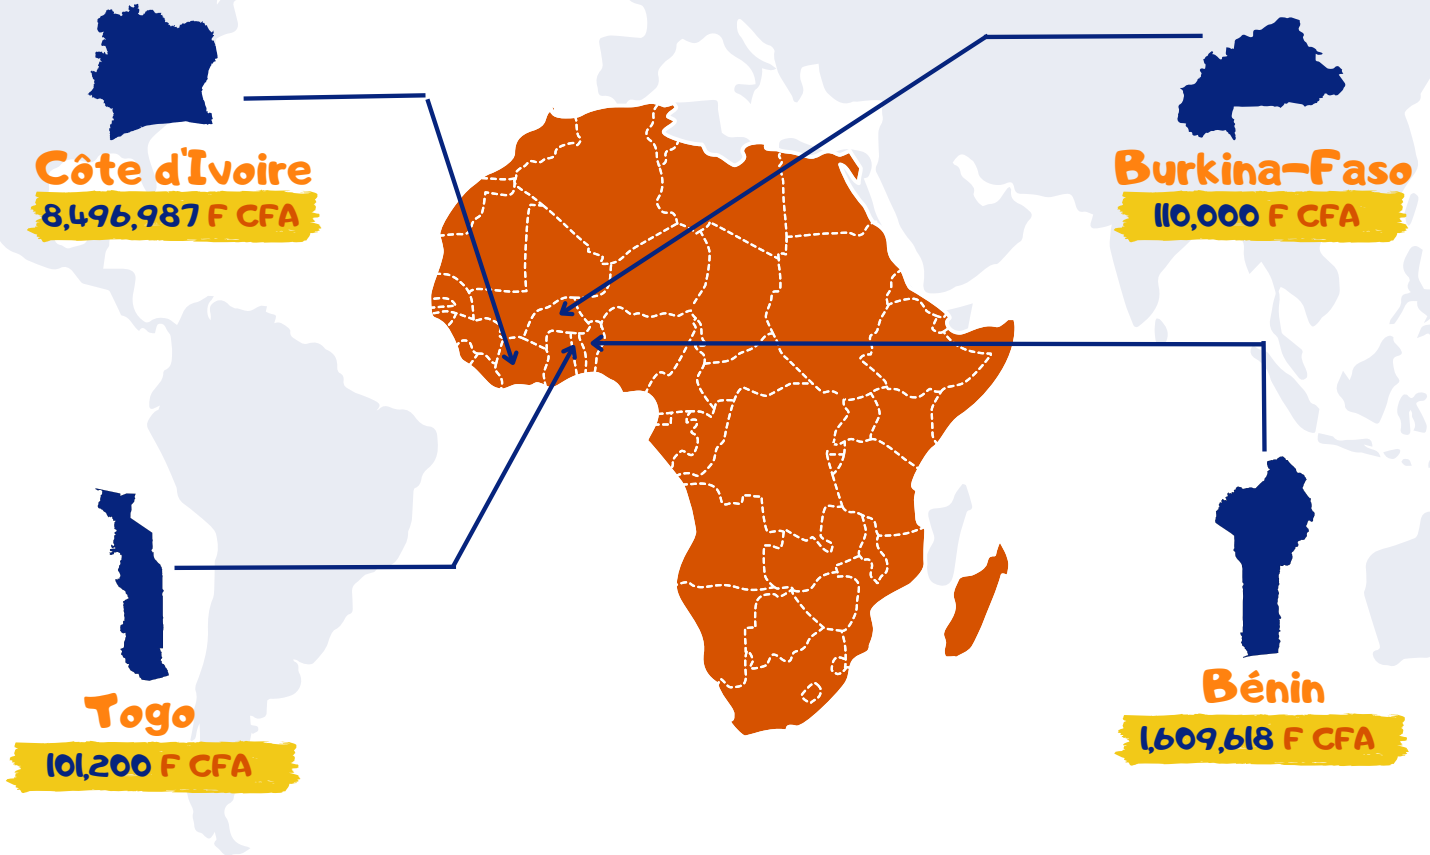 Côte d'Ivoire
8,496,987 F CFA
Burkina-Faso
110,000 F CFA
Togo
101,200 F CFA
Bénin
1,609,618 F CFA